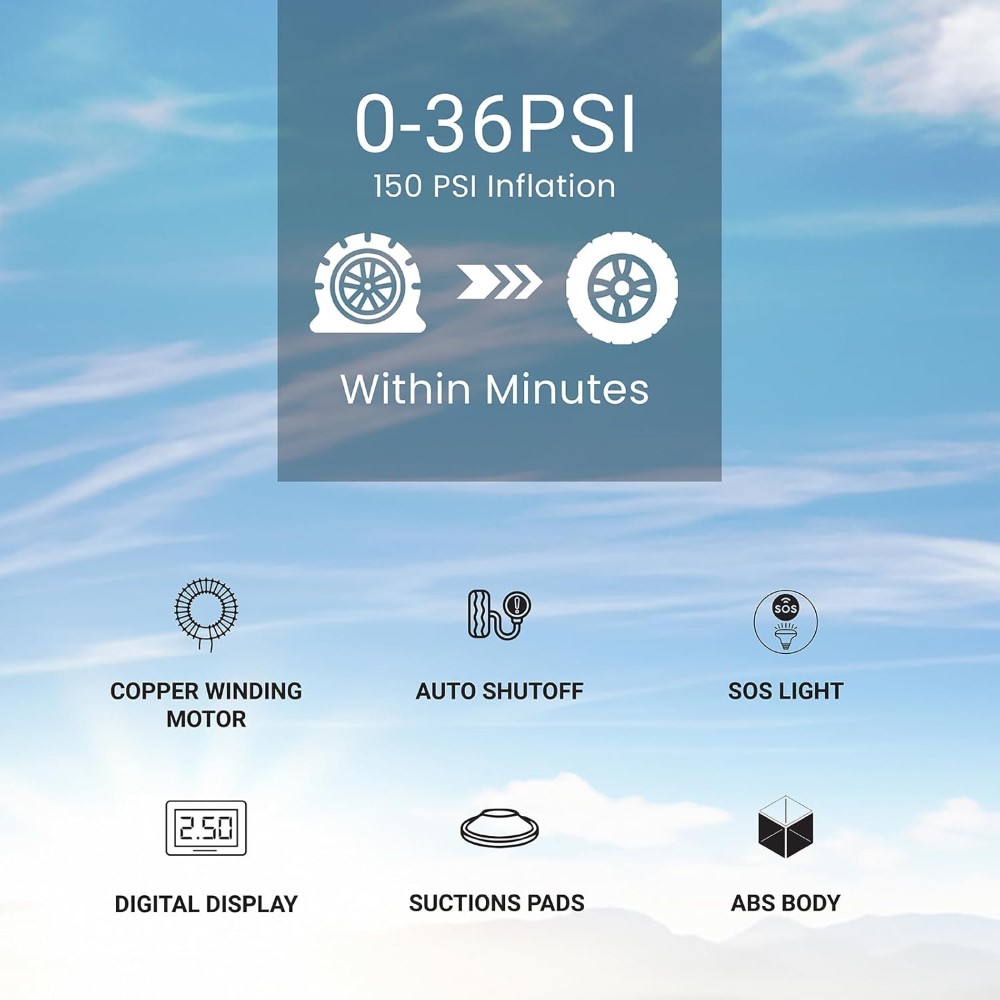 0-36PSI
150 PSI Inflation
Within Minutes
SOS
COPPER WINDING
MOTOR
AUTO SHUTOFF
SOS LIGHT
2.50
DIGITAL DISPLAY
SUCTIONS PADS
ABS BODY